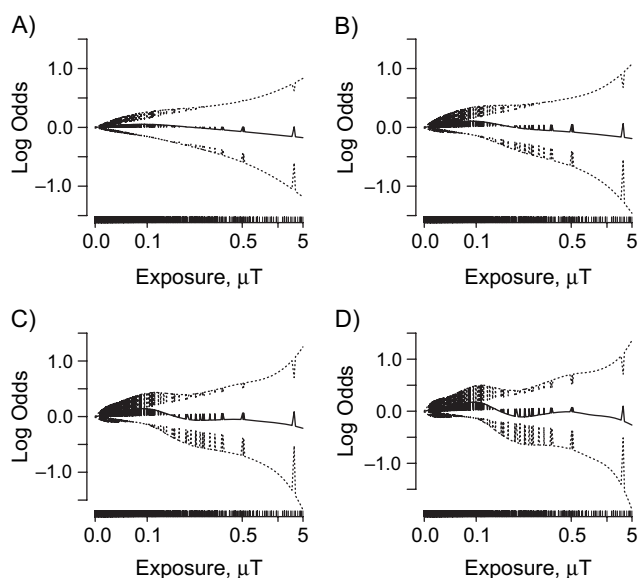 A)
B)
1.0
0.0
–1.0
Log Odds
0.0 0.1 0.5 5
Exposure, μT
1.0
0.0
–1.0
Log Odds
0.0 0.1 0.5 5
Exposure, μT
C)
D)
1.0
0.0
–1.0
Log Odds
0.0 0.1 0.5 5
Exposure, μT
1.0
0.0
–1.0
Log Odds
0.0 0.1 0.5 5
Exposure, μT